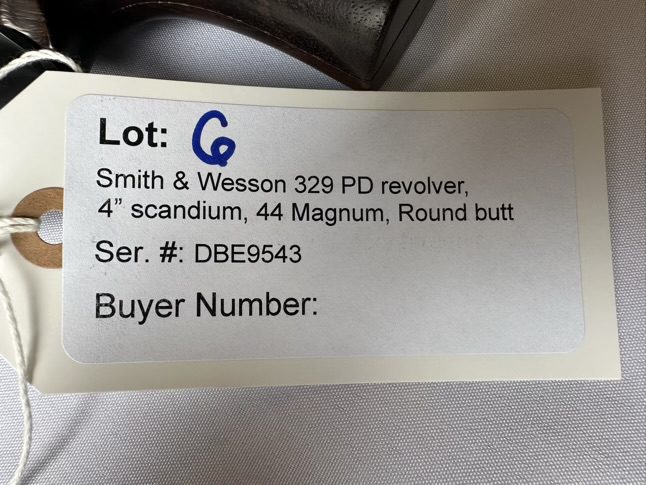 Lot: 6
Smith & Wesson 329 PD revolver,
4” scandium, 44 Magnum, Round butt
Ser. #: DBE9543
Buyer Number: